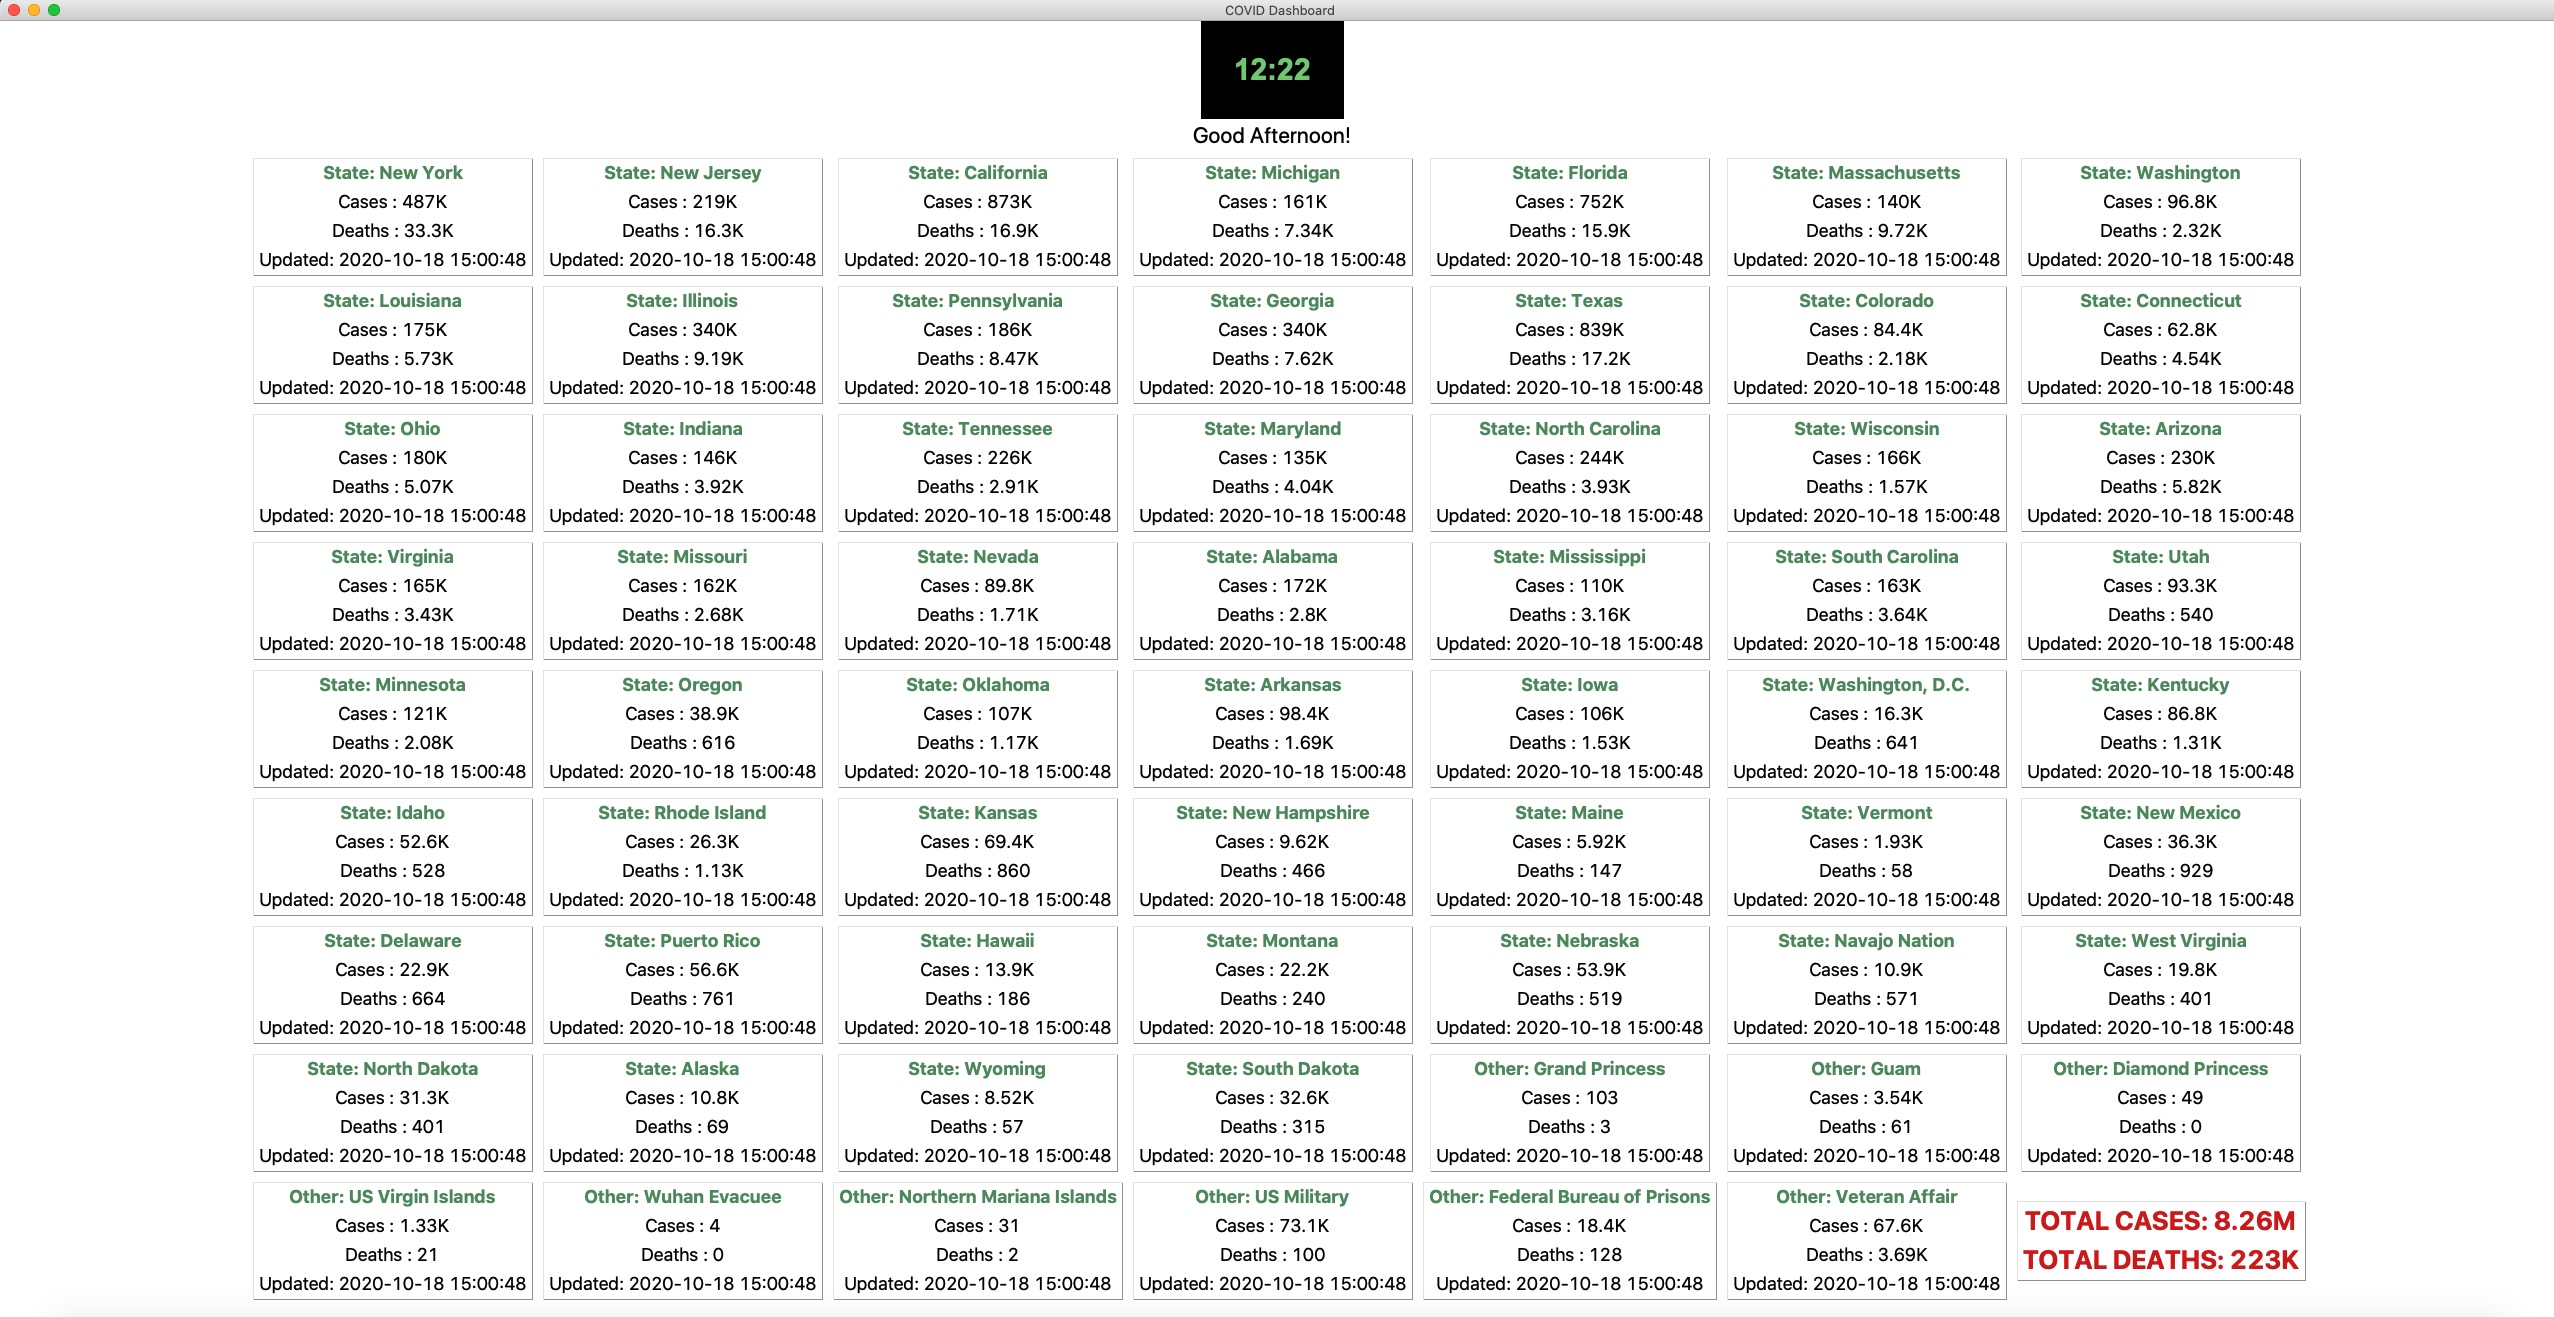 COVID Dashboard
12:22
Good Afternoon!
State: New York
Cases : 487K
Deaths : 33.3K
Updated: 2020-10-18 15:00:48
State: New Jersey
Cases : 219K
Deaths : 16.3K
Updated: 2020-10-18 15:00:48
State: California
Cases : 873K
Deaths : 16.9K
Updated: 2020-10-18 15:00:48
State: Michigan
Cases : 161K
Deaths : 7.34K
Updated: 2020-10-18 15:00:48
State: Florida
Cases : 752K
Deaths : 15.9K
Updated: 2020-10-18 15:00:48
State: Massachusetts
Cases : 140K
Deaths : 9.72K
Updated: 2020-10-18 15:00:48
State: Washington
Cases : 96.8K
Deaths : 2.32K
Updated: 2020-10-18 15:00:48
State: Louisiana
Cases : 175K
Deaths : 5.73K
Updated: 2020-10-18 15:00:48
State: Illinois
Cases : 340K
Deaths : 9.19K
Updated: 2020-10-18 15:00:48
State: Pennsylvania
Cases : 186K
Deaths : 8.47K
Updated: 2020-10-18 15:00:48
State: Georgia
Cases : 340K
Deaths : 7.62K
Updated: 2020-10-18 15:00:48
State: Texas
Cases : 839K
Deaths : 17.2K
Updated: 2020-10-18 15:00:48
State: Colorado
Cases : 84.4K
Deaths : 2.18K
Updated: 2020-10-18 15:00:48
State: Connecticut
Cases : 62.8K
Deaths : 4.54K
Updated: 2020-10-18 15:00:48
State: Ohio
Cases : 180K
Deaths : 5.07K
Updated: 2020-10-18 15:00:48
State: Indiana
Cases : 146K
Deaths : 3.92K
Updated: 2020-10-18 15:00:48
State: Tennessee
Cases : 226K
Deaths : 2.91K
Updated: 2020-10-18 15:00:48
State: Maryland
Cases : 135K
Deaths : 4.04K
Updated: 2020-10-18 15:00:48
State: North Carolina
Cases : 244K
Deaths : 3.93K
Updated: 2020-10-18 15:00:48
State: Wisconsin
Cases : 166K
Deaths : 1.57K
Updated: 2020-10-18 15:00:48
State: Arizona
Cases : 230K
Deaths : 5.82K
Updated: 2020-10-18 15:00:48
State: Virginia
Cases : 165K
Deaths : 3.43K
Updated: 2020-10-18 15:00:48
State: Missouri
Cases : 162K
Deaths : 2.68K
Updated: 2020-10-18 15:00:48
State: Nevada
Cases : 89.8K
Deaths : 1.71K
Updated: 2020-10-18 15:00:48
State: Alabama
Cases : 172K
Deaths : 2.8K
Updated: 2020-10-18 15:00:48
State: Mississippi
Cases : 110K
Deaths : 3.16K
Updated: 2020-10-18 15:00:48
State: South Carolina
Cases : 163K
Deaths : 3.64K
Updated: 2020-10-18 15:00:48
State: Utah
Cases : 93.3K
Deaths : 540
Updated: 2020-10-18 15:00:48
State: Minnesota
Cases : 121K
Deaths : 2.08K
Updated: 2020-10-18 15:00:48
State: Oregon
Cases : 38.9K
Deaths : 616
Updated: 2020-10-18 15:00:48
State: Oklahoma
Cases : 107K
Deaths : 1.17K
Updated: 2020-10-18 15:00:48
State: Arkansas
Cases : 98.4K
Deaths : 1.69K
Updated: 2020-10-18 15:00:48
State: Iowa
Cases : 106K
Deaths : 1.53K
Updated: 2020-10-18 15:00:48
State: Washington, D.C.
Cases : 16.3K
Deaths : 641
Updated: 2020-10-18 15:00:48
State: Kentucky
Cases : 86.8K
Deaths : 1.31K
Updated: 2020-10-18 15:00:48
State: Idaho
Cases : 52.6K
Deaths : 528
Updated: 2020-10-18 15:00:48
State: Rhode Island
Cases : 26.3K
Deaths : 1.13K
Updated: 2020-10-18 15:00:48
State: Kansas
Cases : 69.4K
Deaths : 860
Updated: 2020-10-18 15:00:48
State: New Hampshire
Cases : 9.62K
Deaths : 466
Updated: 2020-10-18 15:00:48
State: Maine
Cases : 5.92K
Deaths : 147
Updated: 2020-10-18 15:00:48
State: Vermont
Cases : 1.93K
Deaths : 58
Updated: 2020-10-18 15:00:48
State: New Mexico
Cases : 36.3K
Deaths : 929
Updated: 2020-10-18 15:00:48
State: Delaware
Cases : 22.9K
Deaths : 664
Updated: 2020-10-18 15:00:48
State: Puerto Rico
Cases : 56.6K
Deaths : 761
Updated: 2020-10-18 15:00:48
State: Hawaii
Cases : 13.9K
Deaths : 186
Updated: 2020-10-18 15:00:48
State: Montana
Cases : 22.2K
Deaths : 240
Updated: 2020-10-18 15:00:48
State: Nebraska
Cases : 53.9K
Deaths : 519
Updated: 2020-10-18 15:00:48
State: Navajo Nation
Cases : 10.9K
Deaths : 571
Updated: 2020-10-18 15:00:48
State: West Virginia
Cases : 19.8K
Deaths : 401
Updated: 2020-10-18 15:00:48
State: North Dakota
Cases : 31.3K
Deaths : 401
Updated: 2020-10-18 15:00:48
State: Alaska
Cases : 10.8K
Deaths : 69
Updated: 2020-10-18 15:00:48
State: Wyoming
Cases : 8.52K
Deaths : 57
Updated: 2020-10-18 15:00:48
State: South Dakota
Cases : 32.6K
Deaths : 315
Updated: 2020-10-18 15:00:48
Other: Grand Princess
Cases : 103
Deaths : 3
Updated: 2020-10-18 15:00:48
Other: Guam
Cases : 3.54K
Deaths : 61
Updated: 2020-10-18 15:00:48
Other: Diamond Princess
Cases : 49
Deaths : 0
Updated: 2020-10-18 15:00:48
Other: US Virgin Islands
Cases : 1.33K
Deaths : 21
Updated: 2020-10-18 15:00:48
Other: Wuhan Evacuee
Cases : 4
Deaths : 0
Updated: 2020-10-18 15:00:48
Other: Northern Mariana Islands
Cases : 31
Deaths : 2
Updated: 2020-10-18 15:00:48
Other: US Military
Cases : 73.1K
Deaths : 100
Updated: 2020-10-18 15:00:48
Other: Federal Bureau of Prisons
Cases : 18.4K
Deaths : 128
Updated: 2020-10-18 15:00:48
Other: Veteran Affair
Cases : 67.6K
Deaths : 3.69K
Updated: 2020-10-18 15:00:48
TOTAL CASES: 8.26M
TOTAL DEATHS: 223K